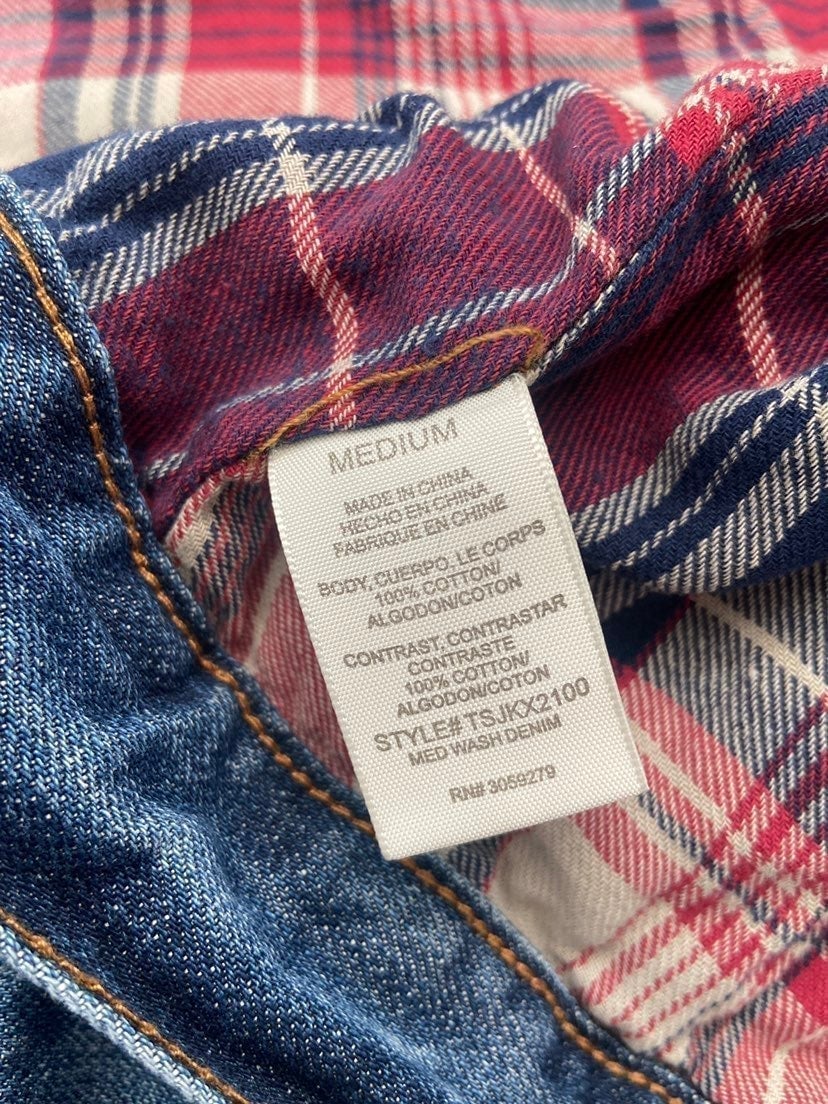 MEDIUM
MADE IN CHINA
HECHO EN CHINA
FABRIQUE EN CHINE
BODY, CUERPO, LE CORPS
100% COTTON/
ALGODON/COTON
CONTRAST, CONTRASTAR
CONTRASTE
100% COTTON/
ALGODON/COTON
STYLE# TSJKX2100
MED WASH DENIM
RN# 3059279